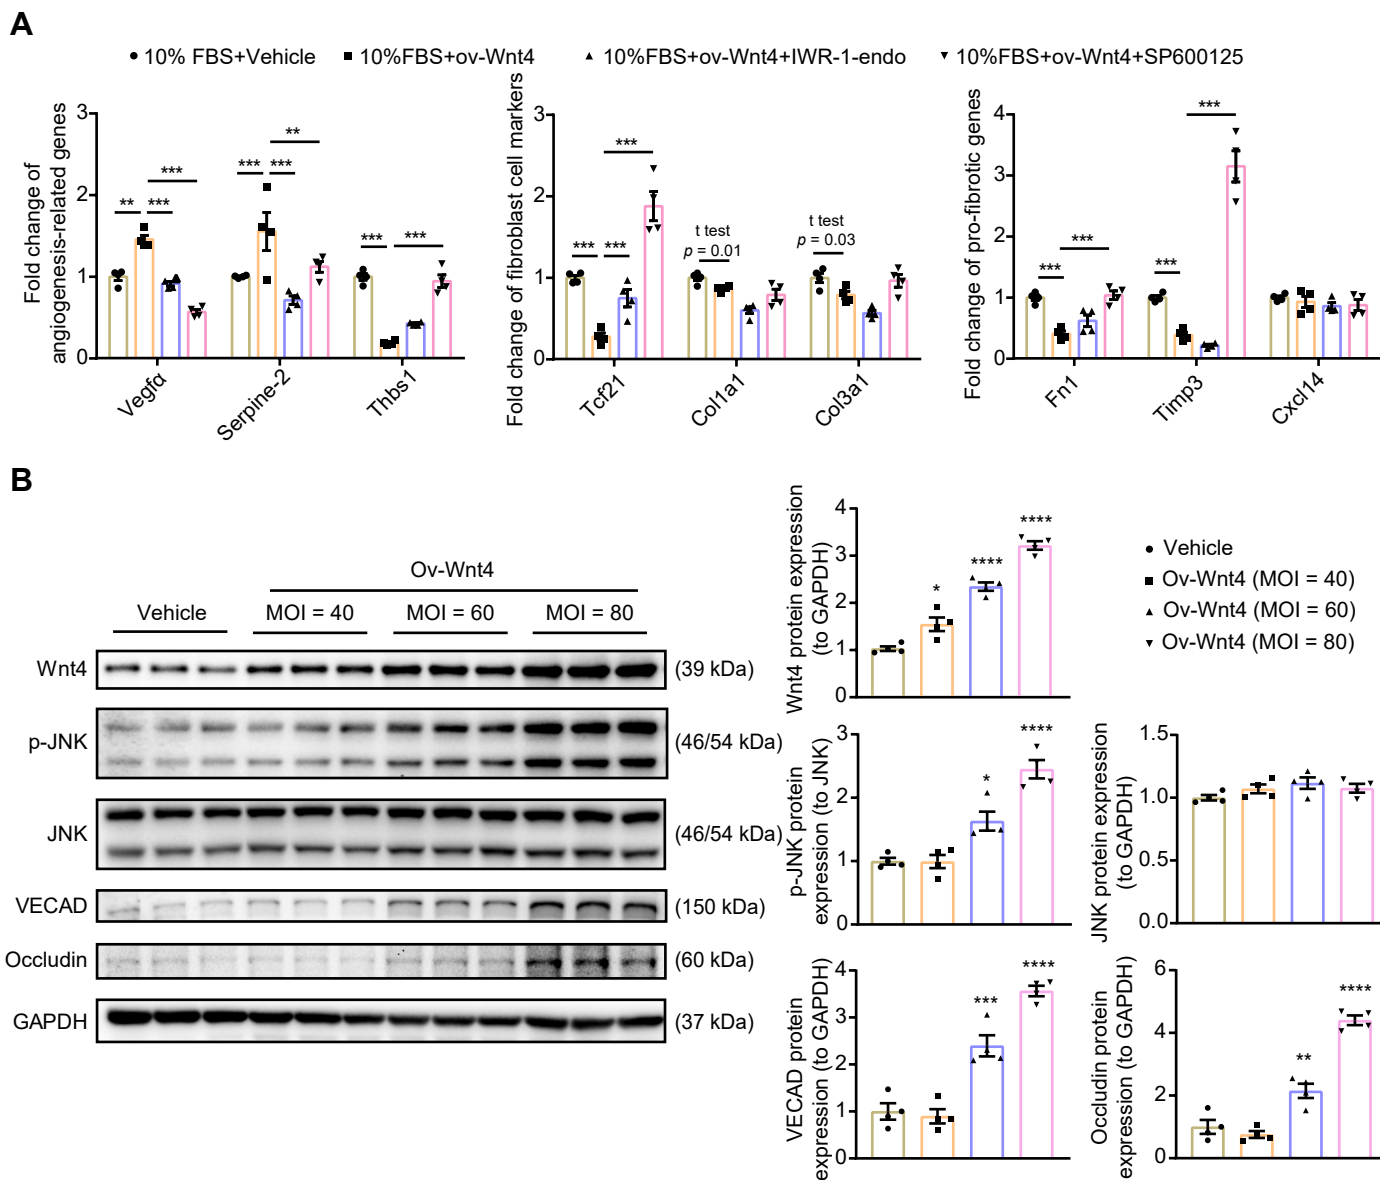 A
10% FBS+Vehicle
10%FBS+ov-Wnt4
10%FBS+ov-Wnt4+IWR-1-endo
10%FBS+ov-Wnt4+SP600125
Fold change of
angiogenesis-related genes
3
2
1
0
**
***
***
***
***
**
***
***
Vegfα
Serpine-2
Thbs1
Fold change of fibroblast cell markers
3
2
1
0
***
***
***
t test
p = 0.01
t test
p = 0.03
Tcf21
Col1a1
Col3a1
Fold change of pro-fibrotic genes
4
3
2
1
0
***
***
***
***
Fn1
Timp3
Cxcl14
B
Ov-Wnt4
Vehicle
MOI = 40
MOI = 60
MOI = 80
Wnt4
(39 kDa)
p-JNK
(46/54 kDa)
JNK
(46/54 kDa)
VECAD
(150 kDa)
Occludin
(60 kDa)
GAPDH
(37 kDa)
Wnt4 protein expression
(to GAPDH)
4
3
2
1
0
*
****
****
Vehicle
Ov-Wnt4 (MOI = 40)
Ov-Wnt4 (MOI = 60)
Ov-Wnt4 (MOI = 80)
p-JNK protein
expression (to JNK)
3
2
1
0
*
****
JNK protein expression
(to GAPDH)
1.5
1.0
0.5
0.0
VECAD protein
expression (to GAPDH)
4
3
2
1
0
***
****
Occludin protein
expression (to GAPDH)
6
4
2
0
**
****